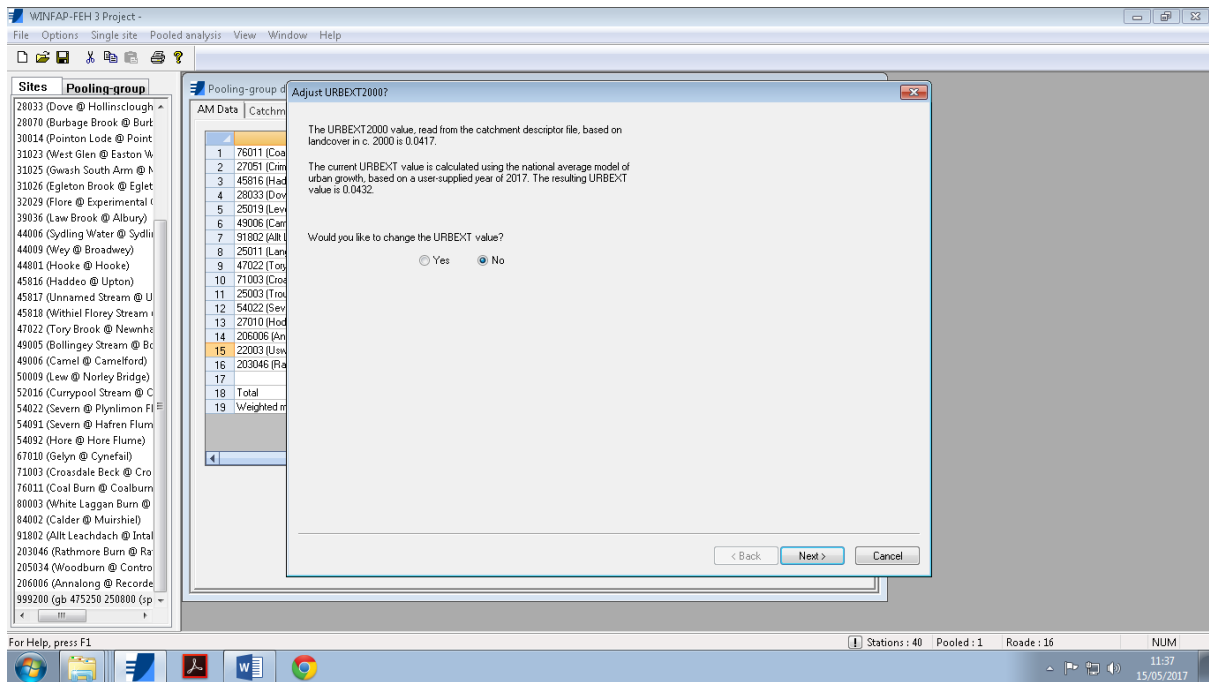 WINFAP-FEH 3 Project -
File Options Single site Pooled analysis View Window Help
Sites Pooling-group
28033 (Dove @ Hollinsclough
28070 (Burbage Brook @ Burb
30014 (Pointon Lode @ Point
31023 (West Glen @ Easton W
31025 (Gwash South Arm @ M
31026 (Egleton Brook @ Eglet
32029 (Flore @ Experimental
39036 (Law Brook @ Albury)
44006 (Sydling Water @ Sydlin
44009 (Wey @ Broadwey)
44801 (Hooke @ Hooke)
45816 (Haddeo @ Upton)
45817 (Unnamed Stream @ U
45818 (Withiel Florey Stream
47022 (Tory Brook @ Newnha
49005 (Bollingey Stream @ Bo
49006 (Camel @ Camelford)
50009 (Lew @ Norley Bridge)
52016 (Currypool Stream @ C
54022 (Severn @ Plynlimon Fl
54091 (Severn @ Hafren Flum
54092 (Hore @ Hore Flume)
67010 (Gelyn @ Cynefail)
71003 (Croasdale Beck @ Cro
76011 (Coal Burn @ Coalburn
80003 (White Laggan Burn @
84002 (Calder @ Muirshiel)
91802 (Allt Leachdach @ Intal
203046 (Rathmore Burn @ Ra
205034 (Woodburn @ Contro
206006 (Annalong @ Recorde
999200 (gb 475250 250800 (sp
Pooling-group d
AM Data Catchm
1 76011 (Coa
2 27051 (Crim
3 45816 (Had
4 28033 (Dov
5 25019 (Leve
6 49006 (Cam
7 91802 (Allt L
8 25011 (Lang
9 47022 (Tory
10 71003 (Croa
11 25003 (Trou
12 54022 (Sev
13 27010 (Hod
14 206006 (An
15 22003 (Usw
16 203046 (Ra
17
18 Total
19 Weighted m
Adjust URBEXT2000?
The URBEXT2000 value, read from the catchment descriptor file, based on
landcover in c. 2000 is 0.0417.
The current URBEXT value is calculated using the national average model of
urban growth, based on a user-supplied year of 2017. The resulting URBEXT
value is 0.0432.
Would you like to change the URBEXT value?
Yes No
< Back Next > Cancel
For Help, press F1
Stations : 40 Pooled : 1 Roade : 16 NUM
11:37
15/05/2017